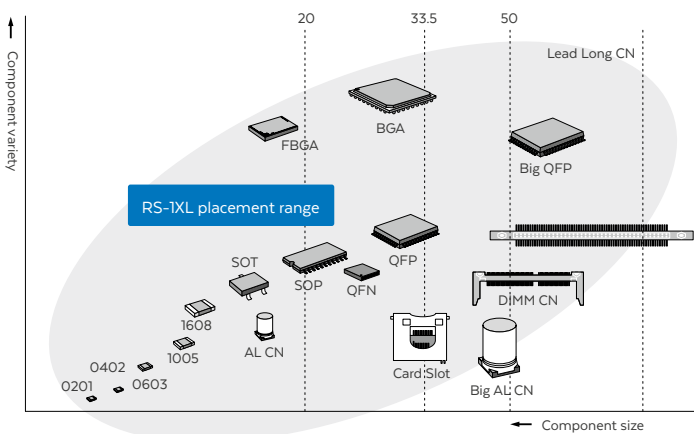 20
33.5
50
Lead Long CN
Component variety
BGA
FBGA
Big QFP
RS-1XL placement range
SOT
QFP
SOP
QFN
DIMM CN
1608
1005
AL CN
0402
0603
Card Slot
0201
Big AL CN
Component size